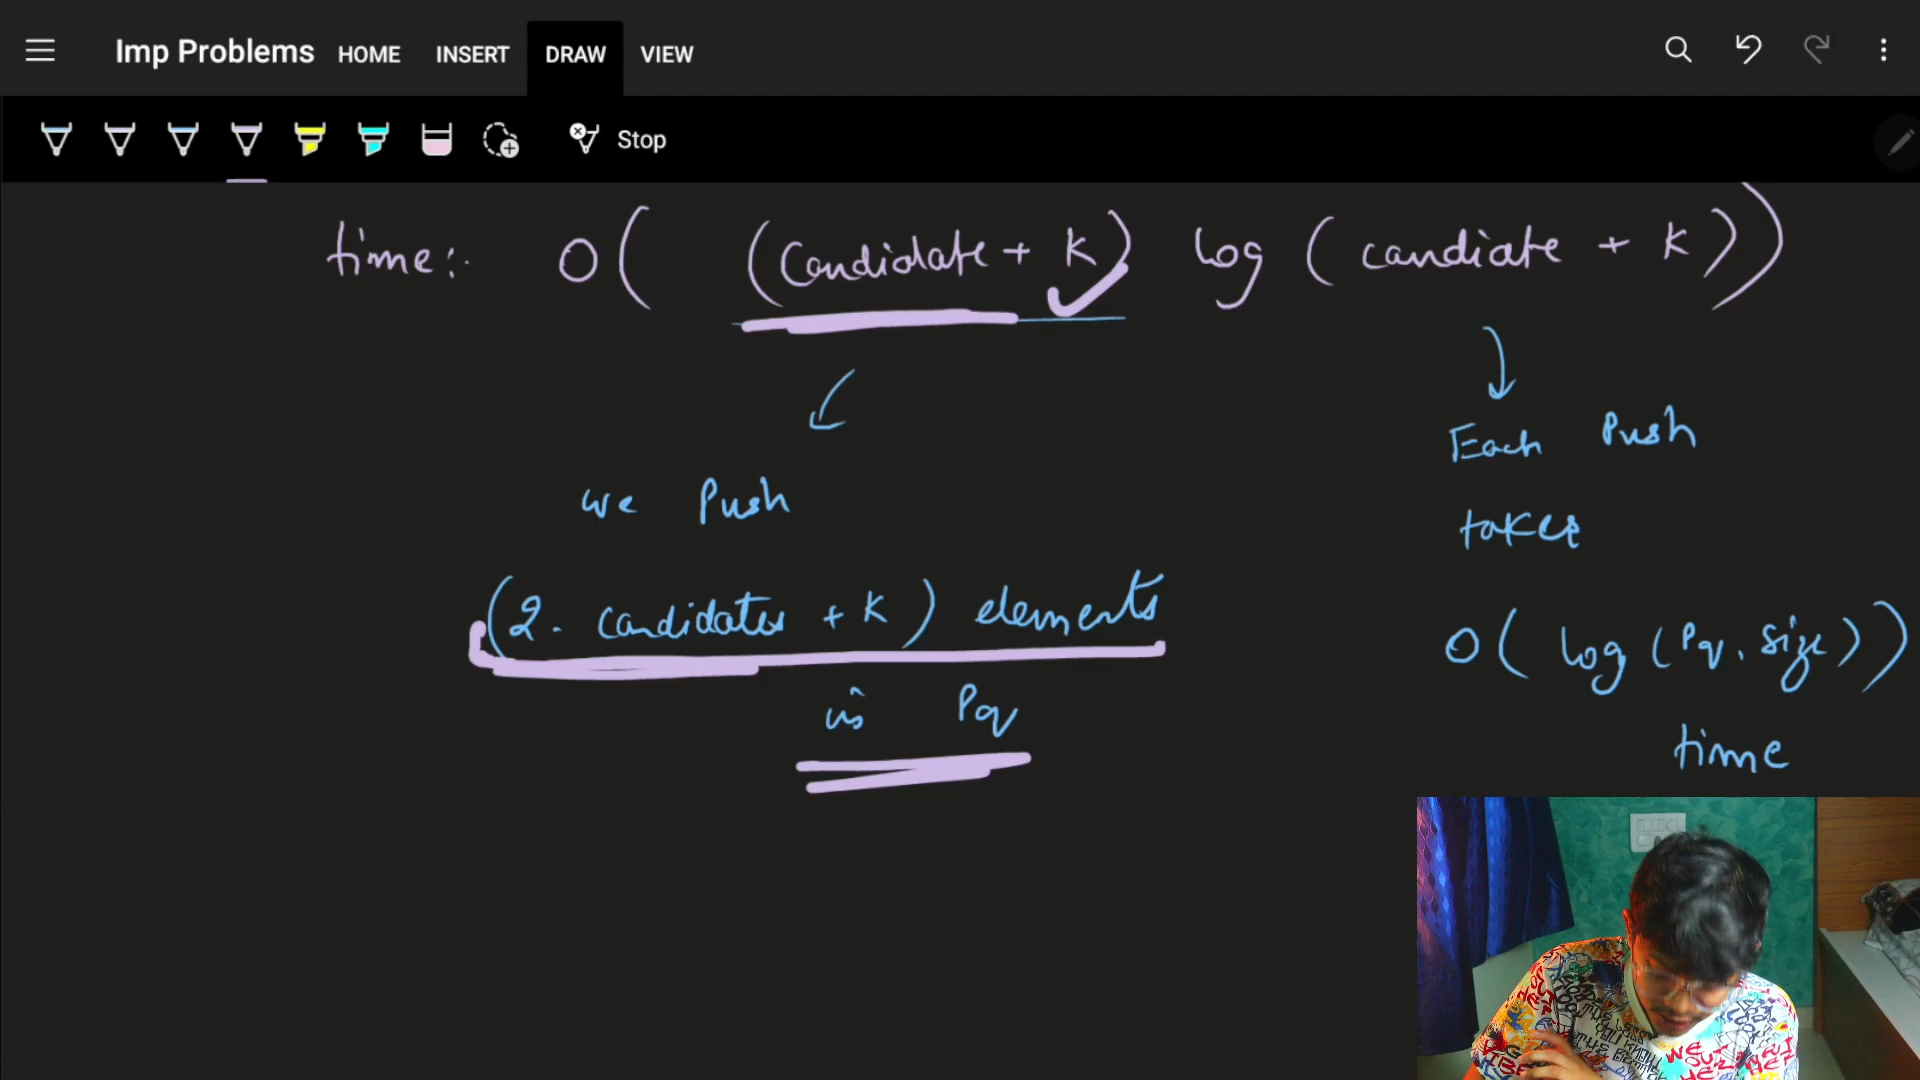 Imp Problems HOME INSERT DRAW VIEW
Stop
time:. O( (Candidate + K) log (candiate + K))
we Push
(2. candidates + K) elements
in Pq
Each Push
takes
O( log (Pq. size))
time